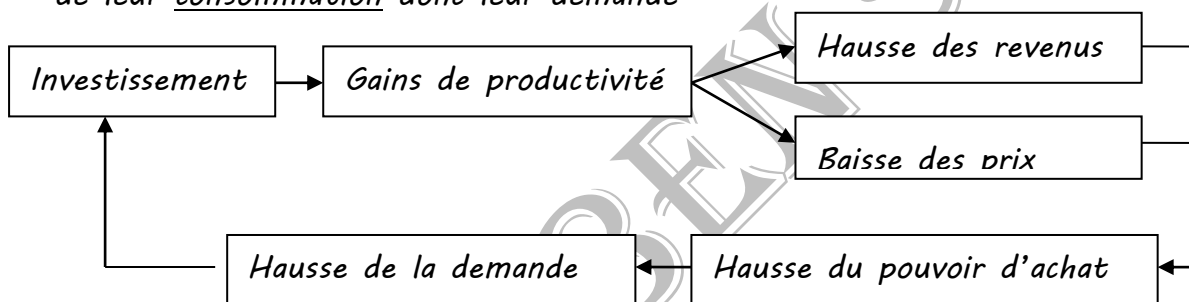 de leur consommation dont leur demande
Investissement
Gains de productivité
Hausse des revenus
Baisse des prix
Hausse de la demande
Hausse du pouvoir d'achat